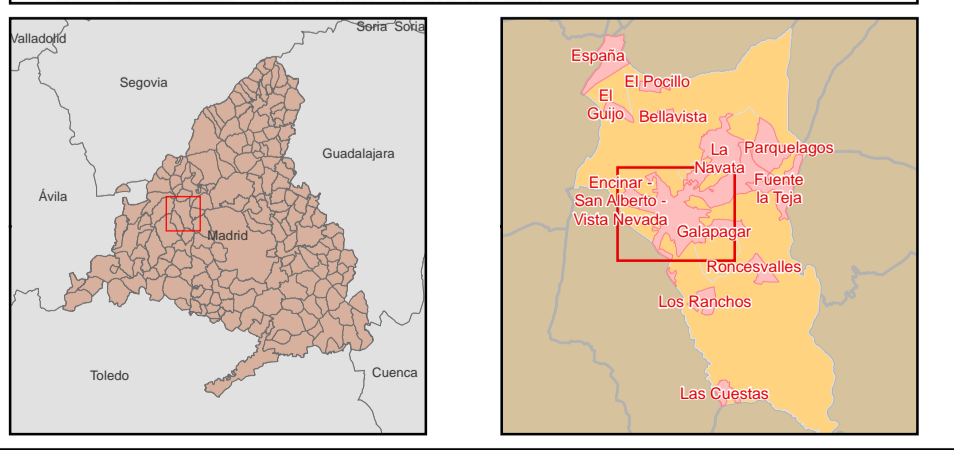 Valladolid
Soria Soria
Segovia
Guadalajara
Ávila
Madrid
Toledo
Cuenca
España
El Pocillo
El
Guijo
Bellavista
La
Navata
Parquelagos
Fuente
la Teja
Encinar -
San Alberto -
Vista Nevada
Galapagar
Roncesvalles
Los Ranchos
Las Cuestas